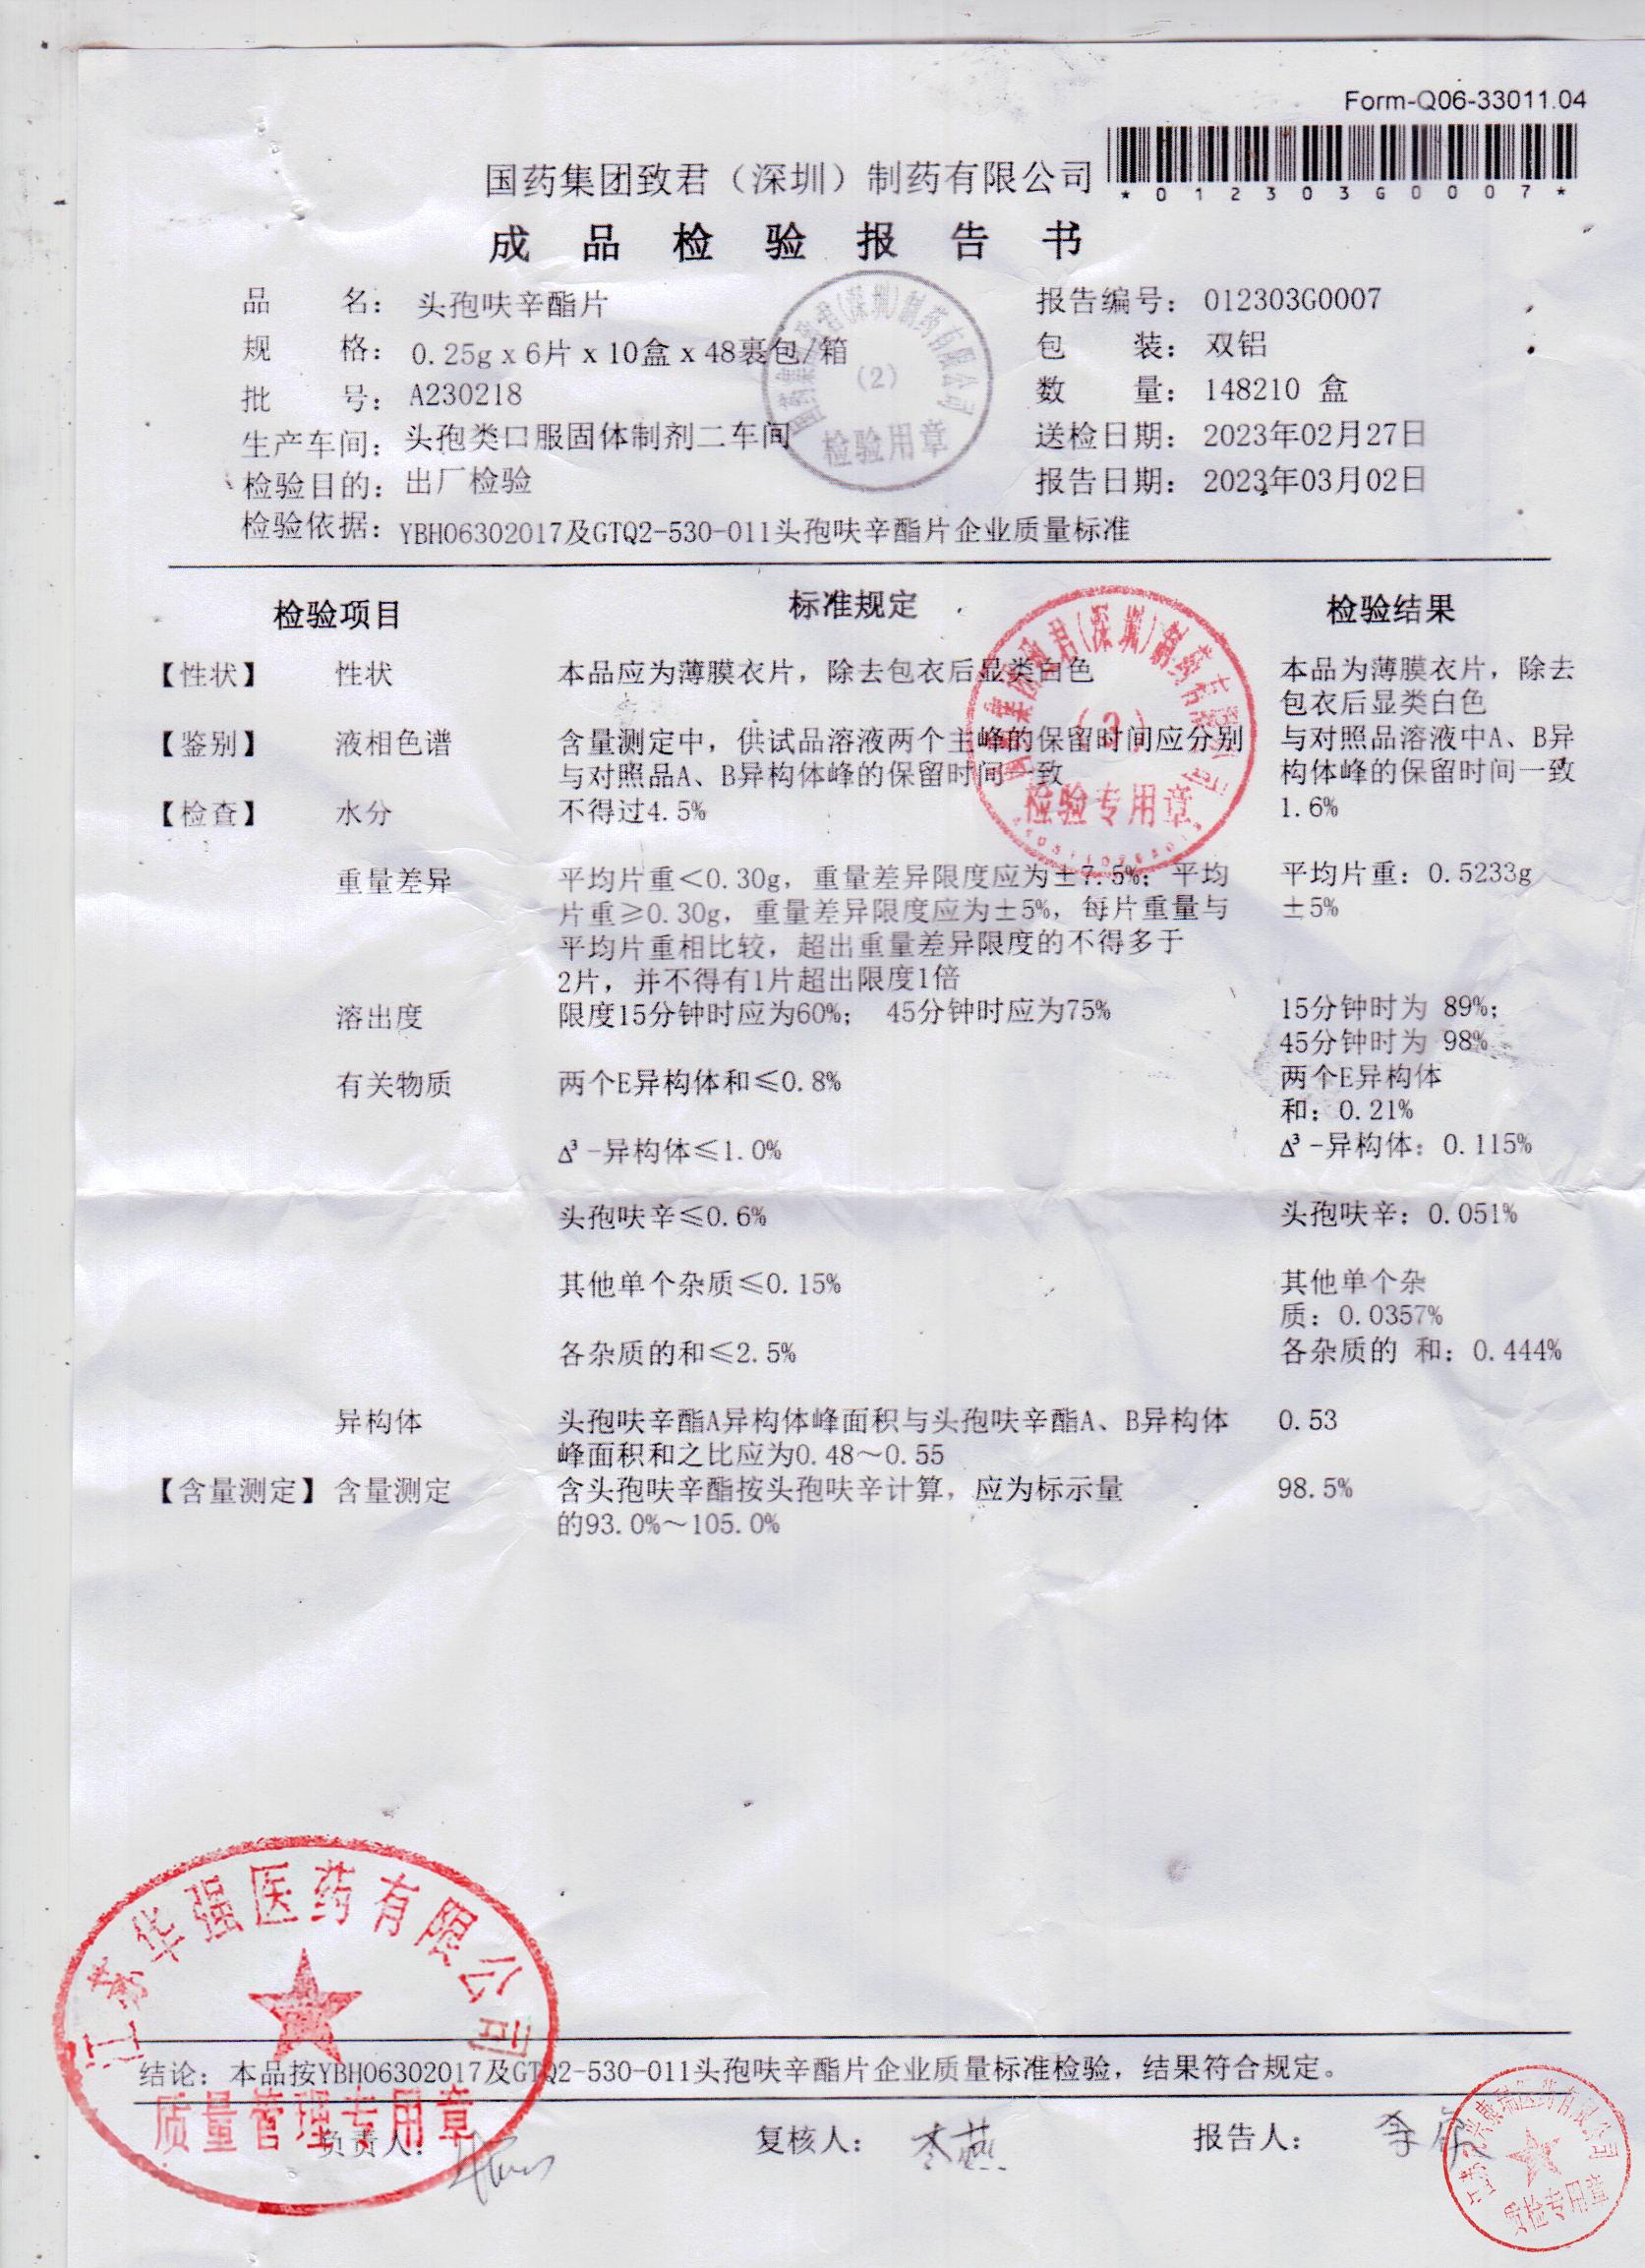 Form-Q06-33011.04
国药集团致君（深圳）制药有限公司
*012303G0007*
成品检验报告书
品名： 头孢呋辛酯片 报告编号： 012303G0007
规格： 0.25g x 6片 x 10盒 x 48裹包/箱 包装： 双铝
批号： A230218 数量： 148210 盒
生产车间： 头孢类口服固体制剂二车间 送检日期： 2023年02月27日
检验目的： 出厂检验 报告日期： 2023年03月02日
检验依据： YBH06302017及GTQ2-530-011头孢呋辛酯片企业质量标准
(2)
检验用章
检验项目 标准规定 检验结果
【性状】 性状 本品应为薄膜衣片，除去包衣后显类白色 本品为薄膜衣片，除去
包衣后显类白色
【鉴别】 液相色谱 含量测定中，供试品溶液两个主峰的保留时间应分别 与对照品溶液中A、B异
与对照品A、B异构体峰的保留时间一致 构体峰的保留时间一致
【检查】 水分 不得过4.5% 1.6%
(3)
检验专用章
重量差异 平均片重＜0.30g，重量差异限度应为±7.5%；平均 平均片重：0.5233g
片重≥0.30g，重量差异限度应为±5%，每片重量与 ±5%
平均片重相比较，超出重量差异限度的不得多于
2片，并不得有1片超出限度1倍
溶出度 限度15分钟时应为60%； 45分钟时应为75% 15分钟时为 89%；
45分钟时为 98%
有关物质 两个E异构体和≤0.8% 两个E异构体
和：0.21%
Δ³-异构体≤1.0% Δ³-异构体：0.115%
头孢呋辛≤0.6% 头孢呋辛：0.051%
其他单个杂质≤0.15% 其他单个杂
质：0.0357%
各杂质的和≤2.5% 各杂质的 和：0.444%
异构体 头孢呋辛酯A异构体峰面积与头孢呋辛酯A、B异构体 0.53
峰面积和之比应为0.48～0.55
【含量测定】 含量测定 含头孢呋辛酯按头孢呋辛计算，应为标示量 98.5%
的93.0%～105.0%
江苏华强医药有限公司
结论：本品按YBH06302017及GTQ2-530-011头孢呋辛酯片企业质量标准检验，结果符合规定。
质量管理专用章
负责人： 复核人： 报告人：
质检专用章